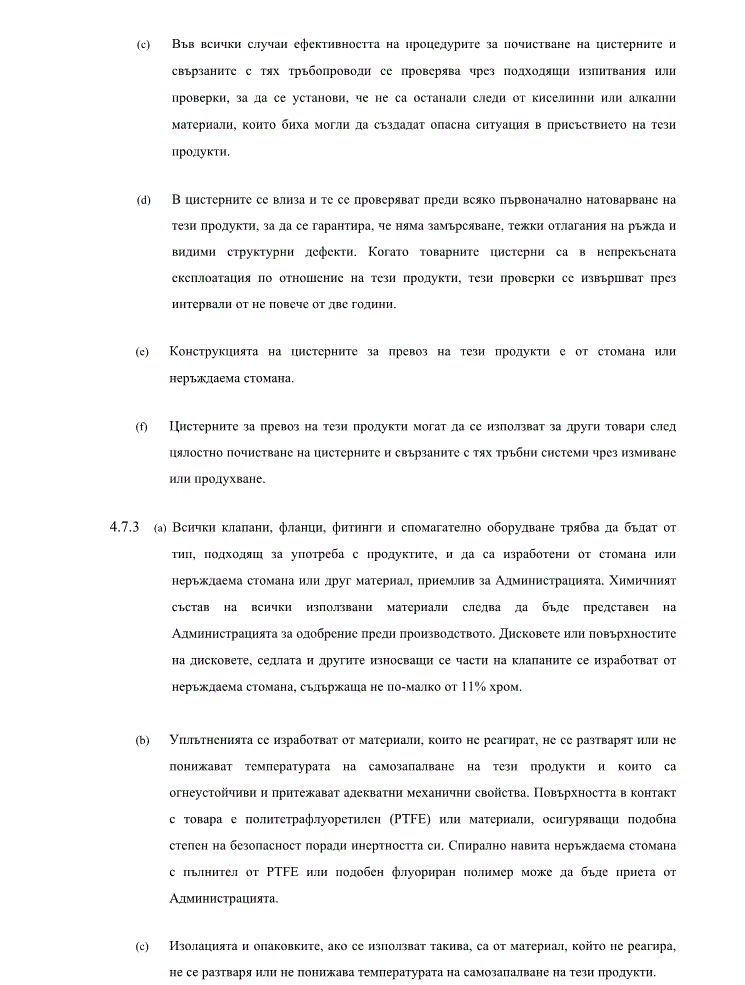 (c) Във всички случаи ефективността на процедурите за почистване на цистерните и
свързаните с тях тръбопроводи се проверява чрез подходящи изпитвания или
проверки, за да се установи, че не са останали следи от киселинни или алкални
материали, които биха могли да създадат опасна ситуация в присъствието на тези
продукти.
(d) В цистерните се влиза и те се проверяват преди всяко първоначално натоварване на
тези продукти, за да се гарантира, че няма замърсяване, тежки отлагания на ръжда и
видими структурни дефекти. Когато товарните цистерни са в непрекъсната
експлоатация по отношение на тези продукти, тези проверки се извършват през
интервали от не повече от две години.
(e) Конструкцията на цистерните за превоз на тези продукти е от стомана или
неръждаема стомана.
(f) Цистерните за превоз на тези продукти могат да се използват за други товари след
цялостно почистване на цистерните и свързаните с тях тръбни системи чрез измиване
или продухване.
4.7.3 (a) Всички клапани, фланци, фитинги и спомагателно оборудване трябва да бъдат от
тип, подходящ за употреба с продуктите, и да са изработени от стомана или
неръждаема стомана или друг материал, приемлив за Администрацията. Химичният
състав на всички използвани материали следва да бъде представен на
Администрацията за одобрение преди производството. Дисковете или повърхностите
на дисковете, седлата и другите износващи се части на клапаните се изработват от
неръждаема стомана, съдържаща не по-малко от 11% хром.
(b) Уплътненията се изработват от материали, които не реагират, не се разтварят или не
понижават температурата на самозапалване на тези продукти и които са
огнеустойчиви и притежават адекватни механични свойства. Повърхността в контакт
с товара е политетрафлуоретилен (PTFE) или материали, осигуряващи подобна
степен на безопасност поради инертността си. Спирално навита неръждаема стомана
с пълнител от PTFE или подобен флуориран полимер може да бъде приета от
Администрацията.
(c) Изолацията и опаковките, ако се използват такива, са от материал, който не реагира,
не се разтваря или не понижава температурата на самозапалване на тези продукти.